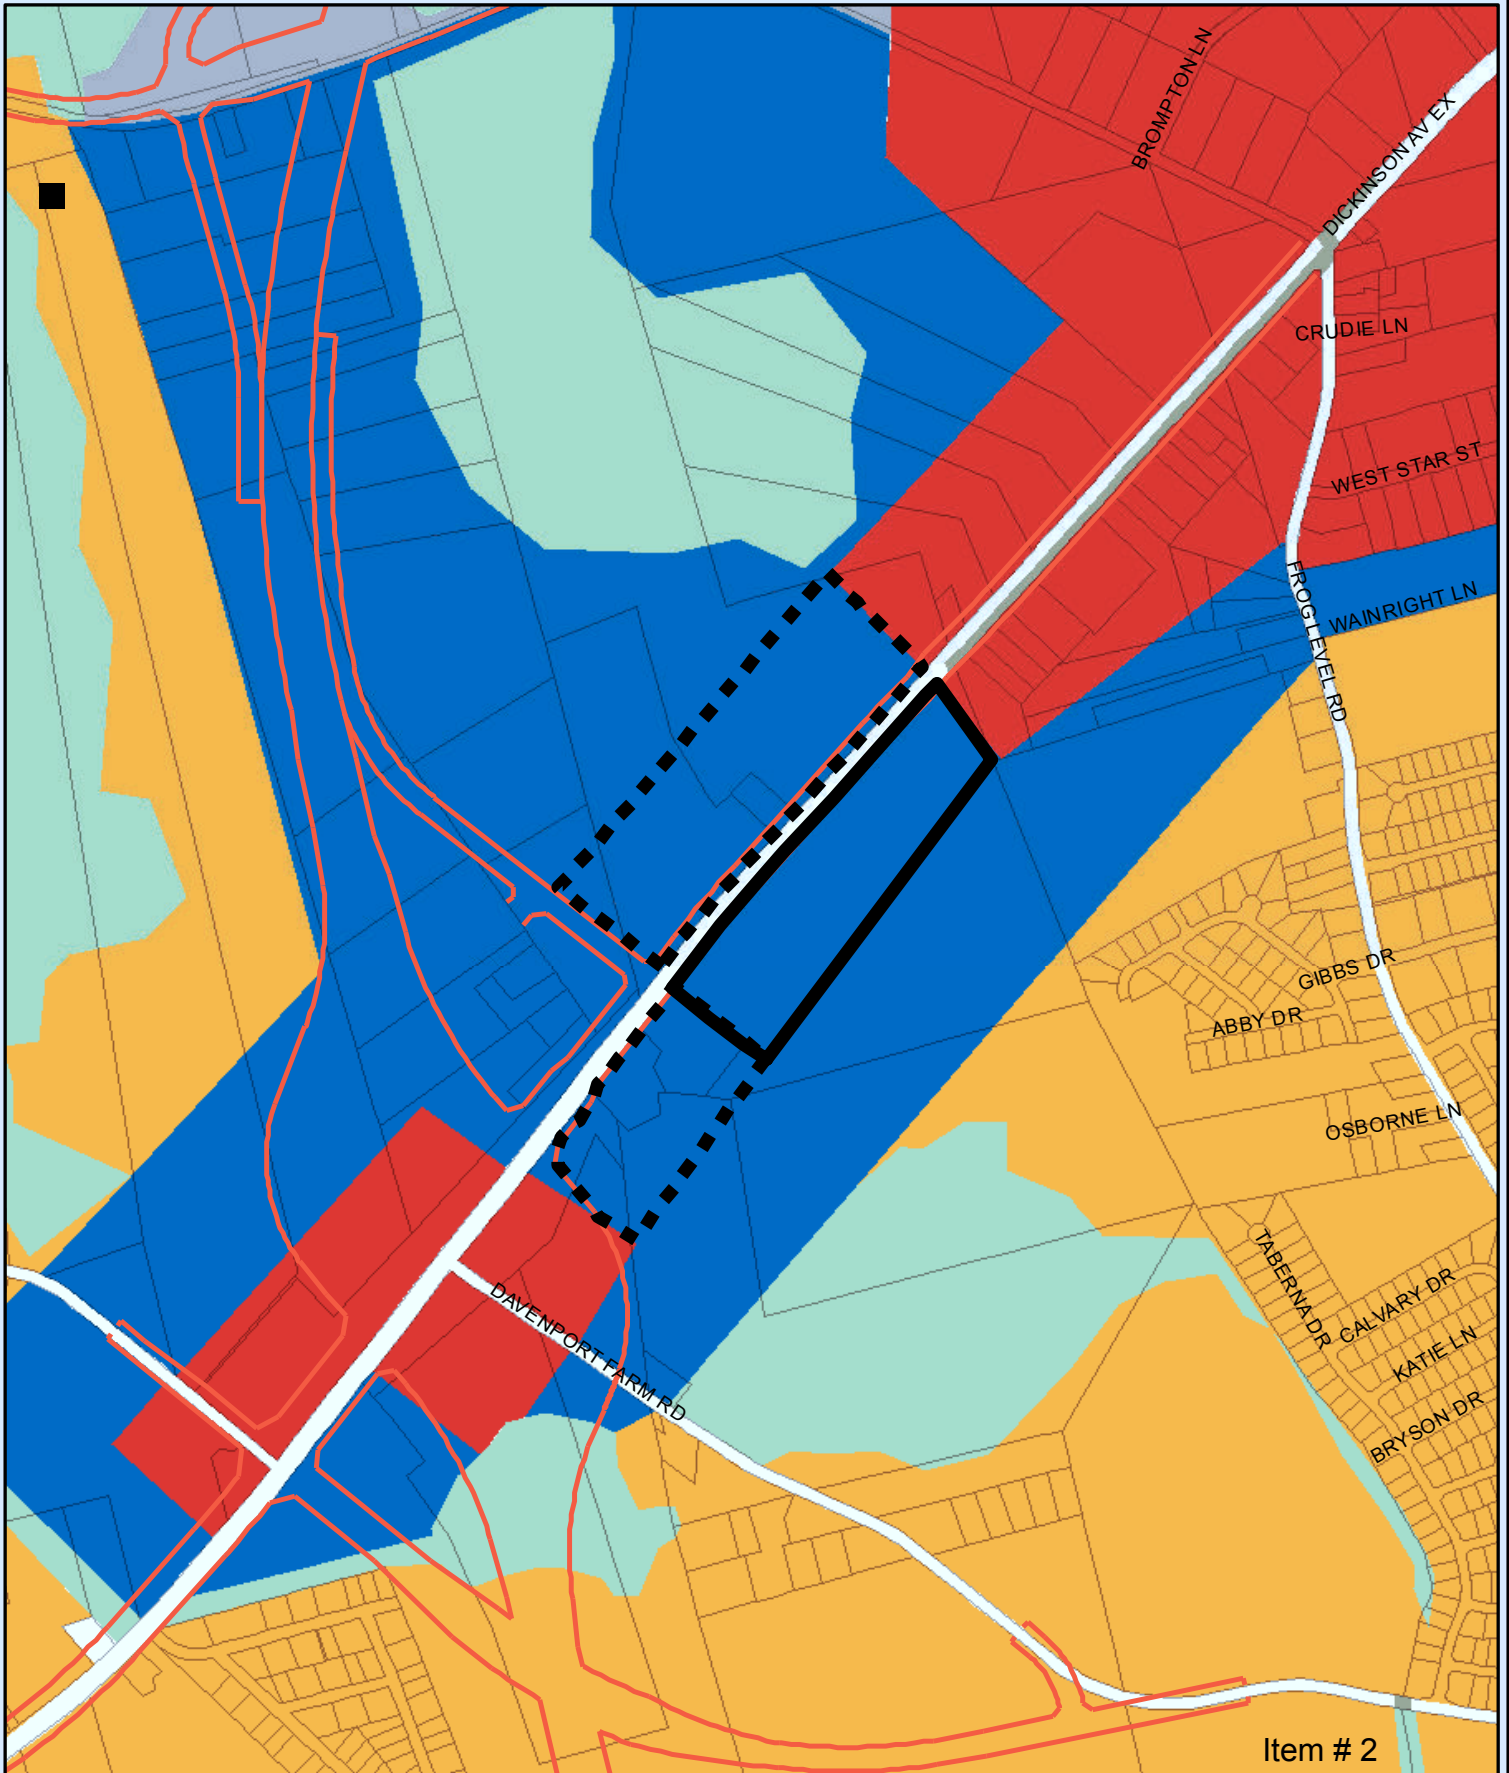 BROMPTON LN
DICKINSON AV EX
CRUDIE LN
WEST STAR ST
FROG LEVEL RD
WAINRIGHT LN
GIBBS DR
ABBY DR
OSBORNE LN
TABERNA DR
CALVARY DR
KATIE LN
BRYSON DR
DAVENPORT FARM RD
Item # 2